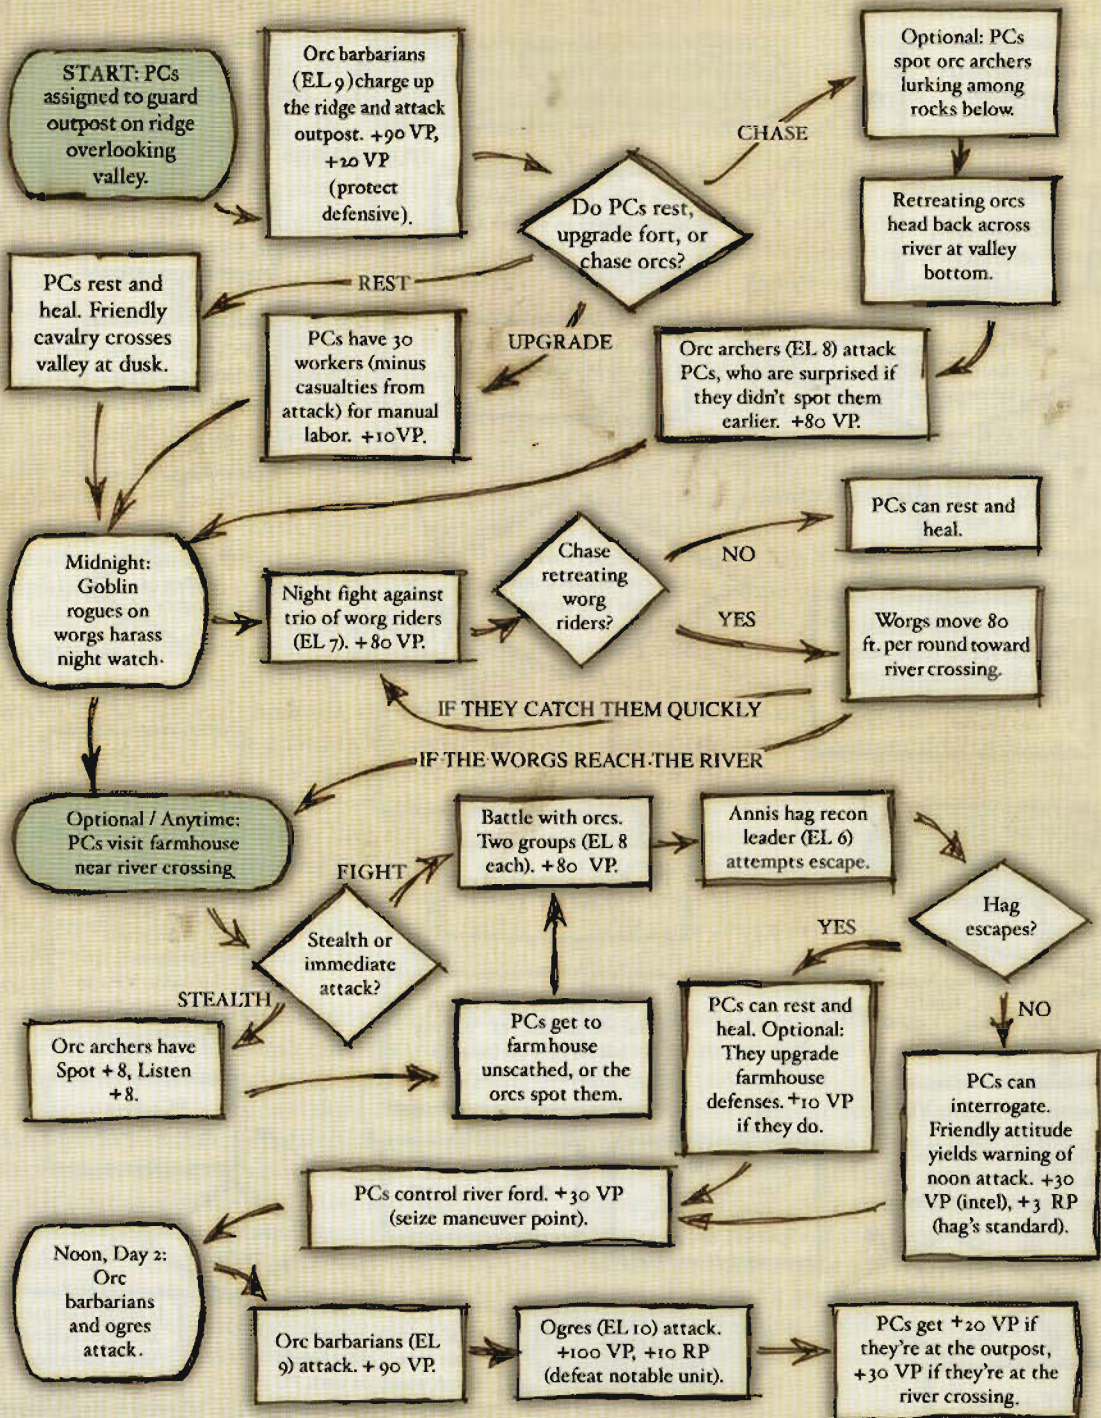 START: PCs
assigned to guard
outpost on ridge
overlooking
valley.
Orc barbarians
(EL 9) charge up
the ridge and attack
outpost. +90 VP,
+20 VP
(protect
defensive).
Do PCs rest,
upgrade fort, or
chase orcs?
CHASE
Optional: PCs
spot orc archers
lurking among
rocks below.
Retreating orcs
head back across
river at valley
bottom.
Orc archers (EL 8) attack
PCs, who are surprised if
they didn't spot them
earlier. +80 VP.
REST
PCs rest and
heal. Friendly
cavalry crosses
valley at dusk.
UPGRADE
PCs have 30
workers (minus
casualties from
attack) for manual
labor. +10 VP.
Midnight:
Goblin
rogues on
worgs harass
night watch.
Night fight against
trio of worg riders
(EL 7). +80 VP.
Chase
retreating
worg
riders?
NO
PCs can rest and
heal.
YES
Worgs move 80
ft. per round toward
river crossing.
IF THEY CATCH THEM QUICKLY
IF THE WORGS REACH THE RIVER
Optional / Anytime:
PCs visit farmhouse
near river crossing
Stealth or
immediate
attack?
FIGHT
Battle with orcs.
Two groups (EL 8
each). +80 VP.
Annis hag recon
leader (EL 6)
attempts escape.
Hag
escapes?
STEALTH
Orc archers have
Spot +8, Listen
+8.
PCs get to
farmhouse
unscathed, or the
orcs spot them.
YES
PCs can rest and
heal. Optional:
They upgrade
farmhouse
defenses. +10 VP
if they do.
NO
PCs can
interrogate.
Friendly attitude
yields warning of
noon attack. +30
VP (intel), +3 RP
(hag's standard).
PCs control river ford. +30 VP
(seize maneuver point).
Noon, Day 2:
Orc
barbarians
and ogres
attack.
Orc barbarians (EL
9) attack. +90 VP.
Ogres (EL 10) attack.
+100 VP, +10 RP
(defeat notable unit).
PCs get +20 VP if
they're at the outpost,
+30 VP if they're at the
river crossing.